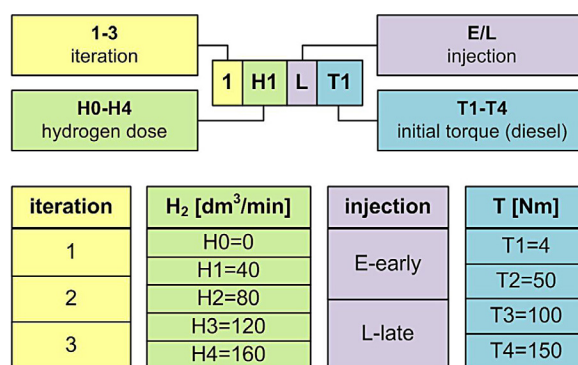 1-3
iteration
E/L
injection
1 H1 L T1
H0-H4
hydrogen dose
T1-T4
initial torque (diesel)
iteration
1
2
3
H₂ [dm³/min]
H0=0
H1=40
H2=80
H3=120
H4=160
injection
E-early
L-late
T [Nm]
T1=4
T2=50
T3=100
T4=150